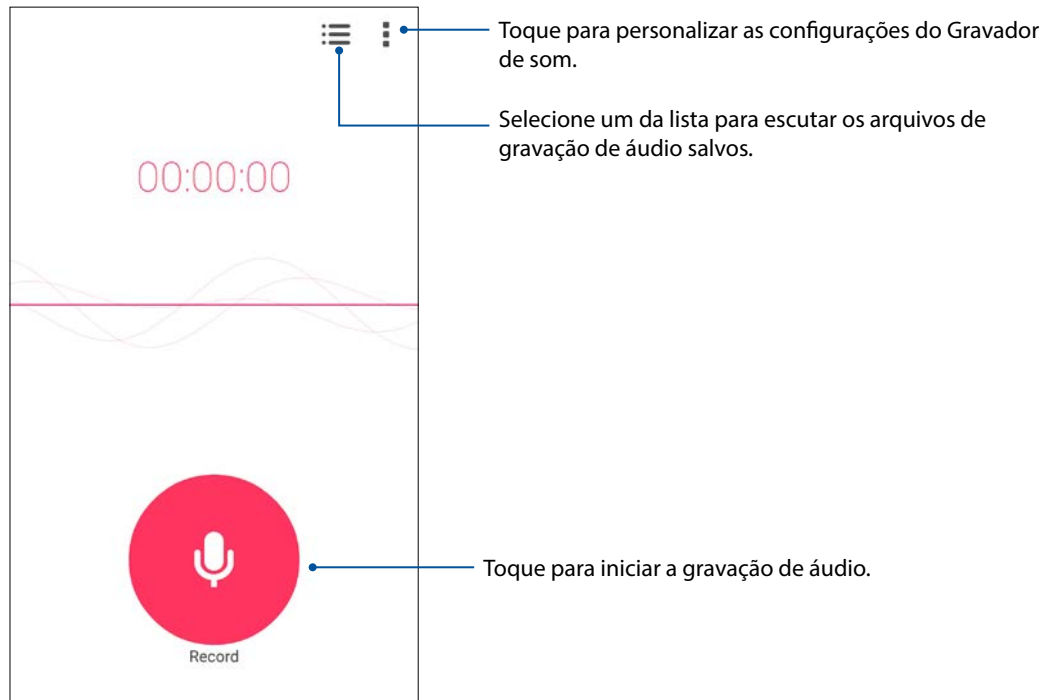 Toque para personalizar as configurações do Gravador
de som.
Selecione um da lista para escutar os arquivos de
gravação de áudio salvos.
00:00:00
Toque para iniciar a gravação de áudio.
Record